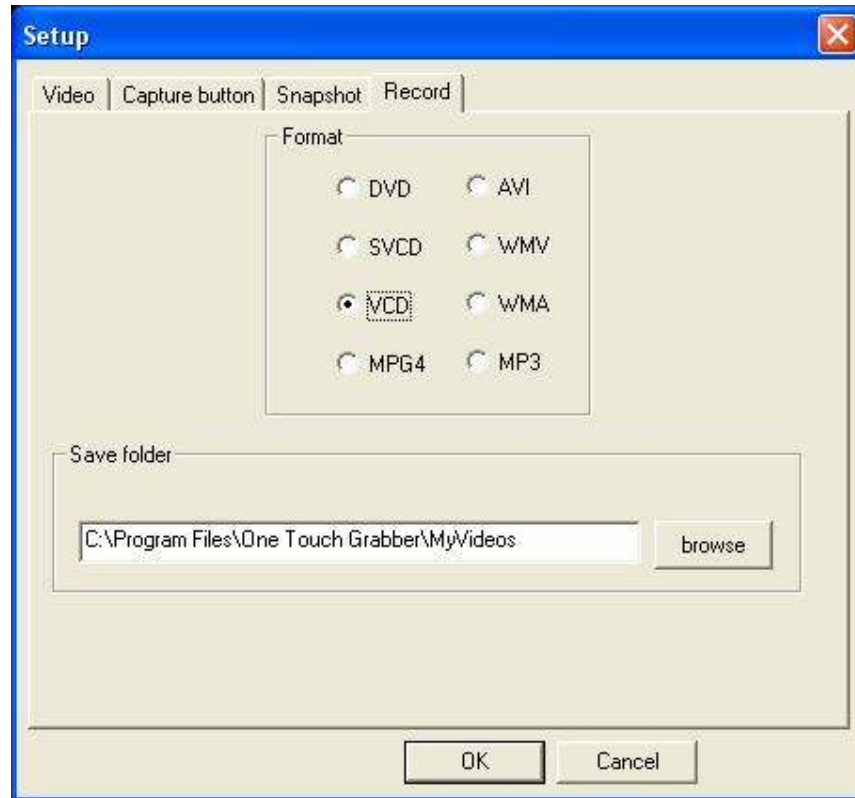 Setup
Video Capture button Snapshot Record
Format
DVD AVI
SVCD WMV
VCD WMA
MPG4 MP3
Save folder
C:\Program Files\One Touch Grabber\MyVideos browse
OK Cancel